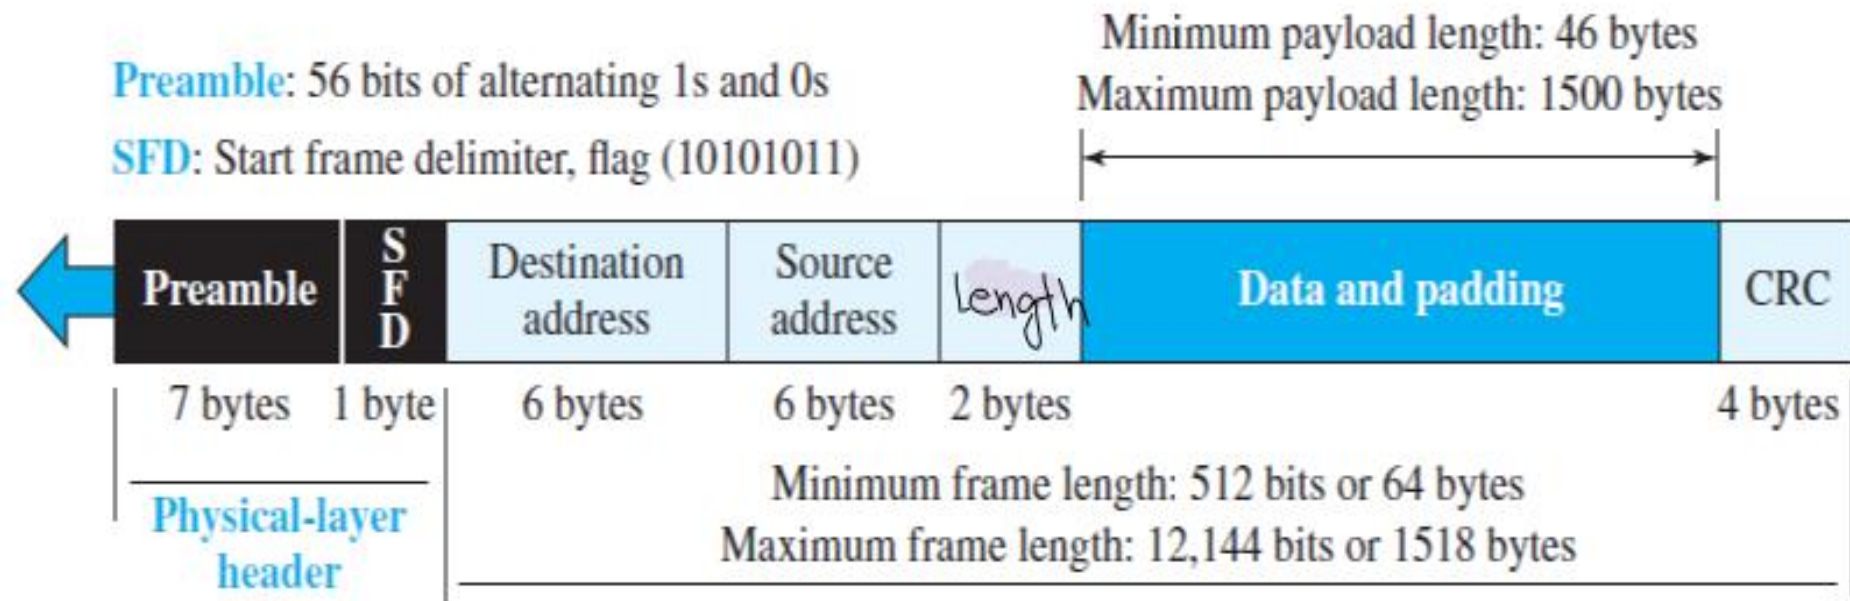 Minimum payload length: 46 bytes
Preamble: 56 bits of alternating 1s and 0s
Maximum payload length: 1500 bytes
SFD: Start frame delimiter, flag (10101011)
Preamble
SFD
Destination
address
Source
address
Length
Data and padding
CRC
7 bytes
1 byte
6 bytes
6 bytes
2 bytes
4 bytes
Physical-layer
header
Minimum frame length: 512 bits or 64 bytes
Maximum frame length: 12,144 bits or 1518 bytes